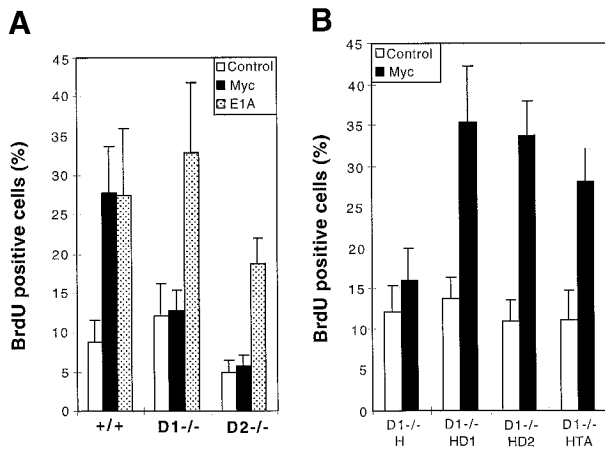 A
BrdU positive cells (%)
45
40
35
30
25
20
15
10
5
0
Control
Myc
E1A
+/+ D1-/- D2-/-
B
BrdU positive cells (%)
45
40
35
30
25
20
15
10
5
0
Control
Myc
D1-/- D1-/- D1-/- D1-/-
H HD1 HD2 HTA